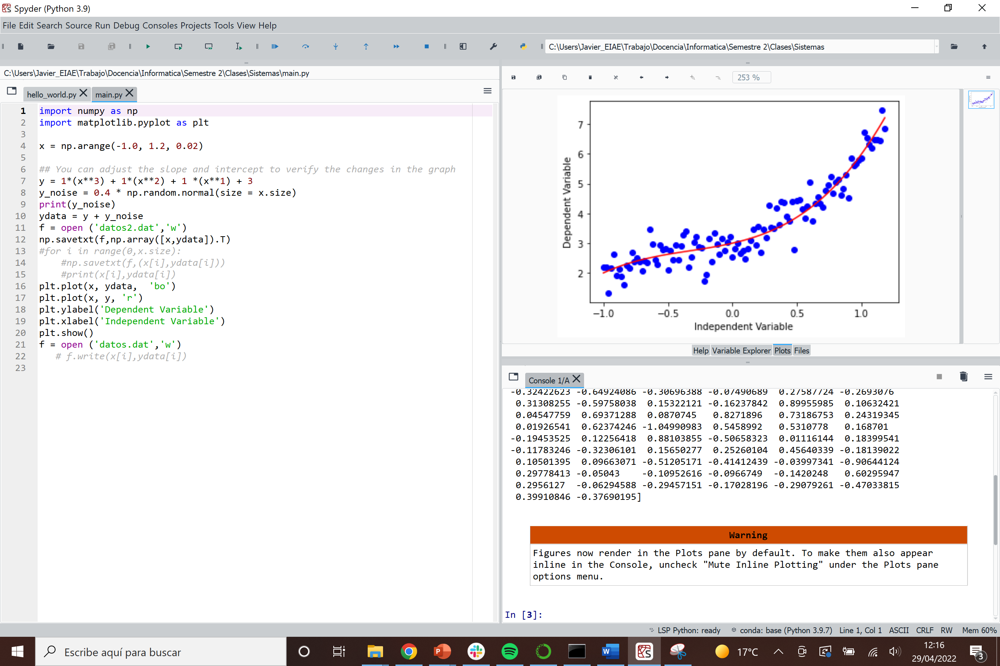 Spyder (Python 3.9)
File Edit Search Source Run Debug Consoles Projects Tools View Help
C:\Users\Javier_EIAE\Trabajo\Docencia\Informatica\Semestre 2\Clases\Sistemas
C:\Users\Javier_EIAE\Trabajo\Docencia\Informatica\Semestre 2\Clases\Sistemas\main.py
hello_world.py main.py
1 import numpy as np
2 import matplotlib.pyplot as plt
3
4 x = np.arange(-1.0, 1.2, 0.02)
5
6 ## You can adjust the slope and intercept to verify the changes in the graph
7 y = 1*(x**3) + 1*(x**2) + 1 *(x**1) + 3
8 y_noise = 0.4 * np.random.normal(size = x.size)
9 print(y_noise)
10 ydata = y + y_noise
11 f = open ('datos2.dat','w')
12 np.savetxt(f,np.array([x,ydata]).T)
13 #for i in range(0,x.size):
14     #np.savetxt(f,(x[i],ydata[i]))
15     #print(x[i],ydata[i])
16 plt.plot(x, ydata,  'bo')
17 plt.plot(x, y, 'r')
18 plt.ylabel('Dependent Variable')
19 plt.xlabel('Independent Variable')
20 plt.show()
21 f = open ('datos.dat','w')
22    # f.write(x[i],ydata[i])
23
253 %
Dependent Variable
7
6
5
4
3
2
−1.0 −0.5 0.0 0.5 1.0
Independent Variable
Help Variable Explorer Plots Files
Console 1/A
-0.32422623 -0.64924086 -0.30696388 -0.07490689  0.27587724 -0.2693076
0.31308255 -0.59758038  0.15322121 -0.16237842  0.89955985  0.10632421
0.04547759  0.69371288  0.0870745   0.8271896   0.73186753  0.24319345
0.01926541  0.62374246 -1.04990983  0.5458992   0.5310778   0.168701
-0.19453525  0.12256418  0.88103855 -0.50658323  0.01116144  0.18399541
-0.11783246 -0.32306101  0.15650277  0.25260104  0.45640339 -0.18139022
0.10501395  0.09663071 -0.51205171 -0.41412439 -0.03997341 -0.90644124
0.29778413 -0.05043    -0.10952616 -0.0966749  -0.1420248   0.60295947
0.2956127  -0.06294588 -0.29457151 -0.17028196 -0.29079261 -0.47033815
0.39910846 -0.37690195]
Warning
Figures now render in the Plots pane by default. To make them also appear
inline in the Console, uncheck "Mute Inline Plotting" under the Plots pane
options menu.
In [3]:
LSP Python: ready conda: base (Python 3.9.7) Line 1, Col 1 ASCII CRLF RW Mem 60%
Escribe aquí para buscar
17°C
12:16
29/04/2022
3